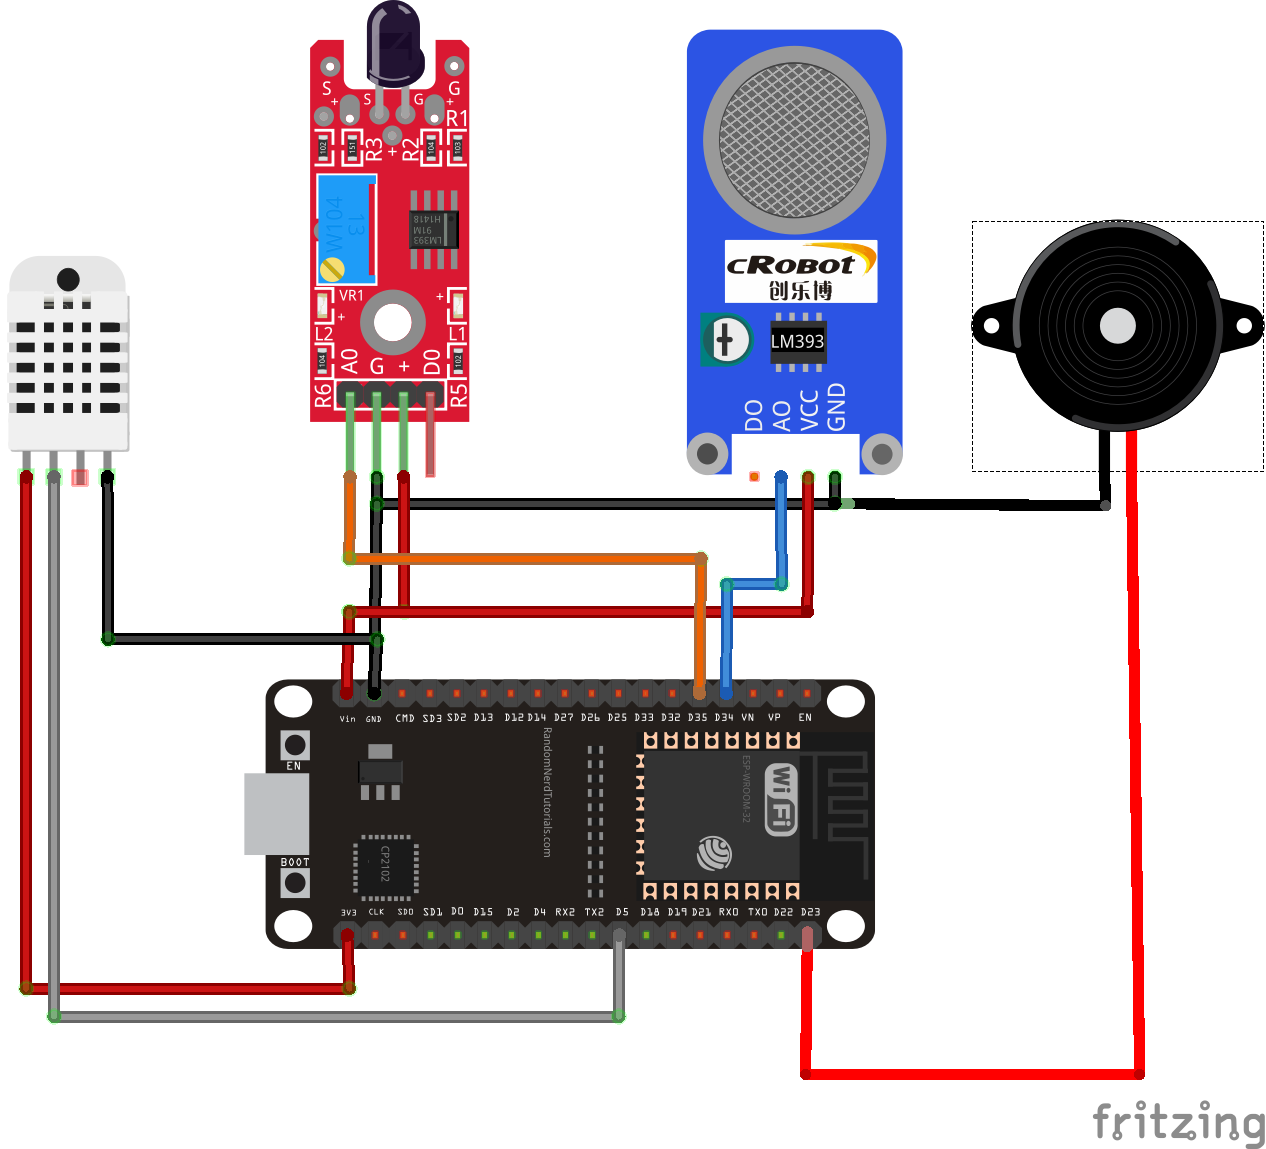 S
G
+
S
G
+
R1
102
151
R3
+
R2
104
103
W104
13
H1418
91M
LM393
VR1
+
+
L2
L1
104
A0
G
+
D0
102
R6
R5
cRobot
创乐博
LM393
DO
AO
VCC
GND
Vin
GND
CMD
SD3
SD2
D13
D12
D14
D27
D26
D25
D33
D32
D35
D34
VN
VP
EN
EN
RandomNerdTutorials.com
ESP-WROOM-32
WiFi
CP2102
BOOT
3V3
CLK
SD0
SD1
D0
D15
D2
D4
RX2
TX2
D5
D18
D19
D21
RX0
TX0
D22
D23
fritzing